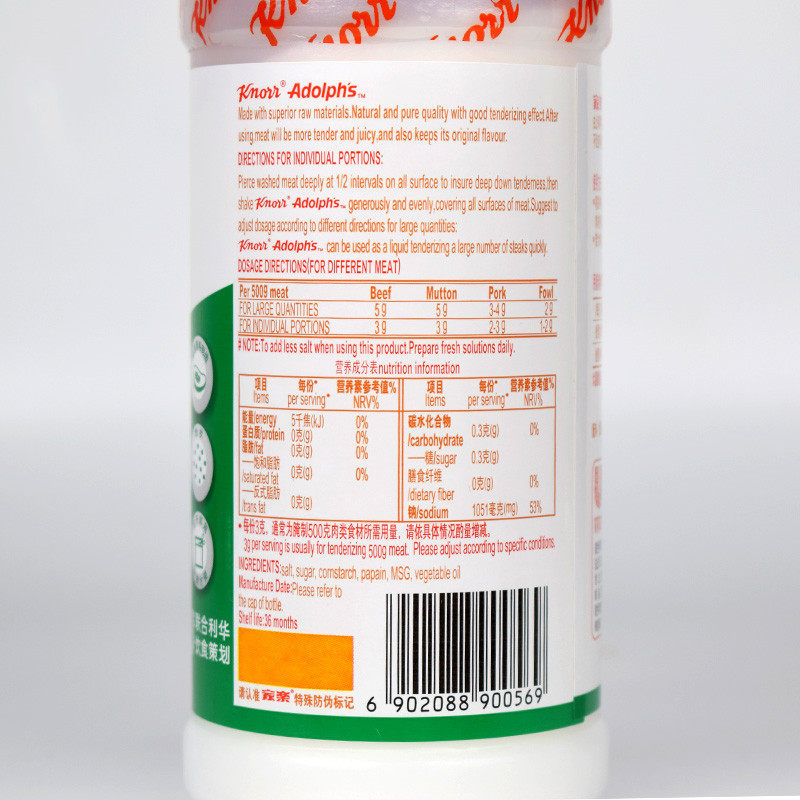 Knorr Knorr Knorr Knorr Knorr
Knorr® Adolph's™
Made with superior raw materials.Natural and pure quality with good tenderizing effect.After
using,meat will be more tender and juicy,and also keeps its original flavour.
DIRECTIONS FOR INDIVIDUAL PORTIONS:
Pierce washed meat deeply at 1/2 intervals on all surface to insure deep down tenderness,then
shake Knorr® Adolph's™ generously and evenly,covering all surfaces of meat.Suggest to
adjust dosage according to different directions for large quantities:
Knorr® Adolph's™ can be used as a liquid tenderizing a large number of steaks quickly.
DOSAGE DIRECTIONS(FOR DIFFERENT MEAT)
Per 500g meat Beef Mutton Pork Fowl
FOR LARGE QUANTITIES 5g 5g 3-4g 2g
FOR INDIVIDUAL PORTIONS 3g 3g 2-3g 1-2g
# NOTE:To add less salt when using this product.Prepare fresh solutions daily.
营养成分表nutrition information
项目 每份* 营养素参考值% 项目 每份* 营养素参考值%
Items per serving* NRV% Items per serving* NRV%
能量/energy 5千焦(kJ) 0% 碳水化合物
蛋白质/protein 0克(g) 0% /carbohydrate 0.3克(g) 0%
脂肪/fat 0克(g) 0% ——糖/sugar 0.3克(g)
——饱和脂肪 膳食纤维
/saturated fat 0克(g) 0% /dietary fiber 0克(g) 0%
——反式脂肪
/trans fat 0克(g) 钠/sodium 1051毫克(mg) 53%
*每份3克，通常为腌制500克肉类食材所需用量，请依具体情况酌量增减。
3g per serving is usually for tenderizing 500g meat. Please adjust according to specific conditions.
INGREDIENTS:salt, sugar, cornstarch, papain, MSG, vegetable oil
Manufacture Date:Please refer to
the cap of bottle.
Shelf life:36 months
联合利华
饮食策划
请认准 家乐® 特殊防伪标记
6 902088 900569